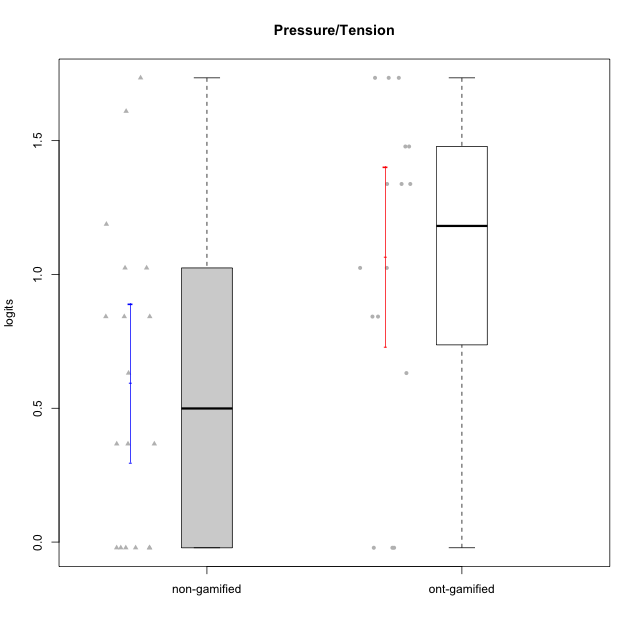 Pressure/Tension
logits
1.5
1.0
0.5
0.0
non-gamified
ont-gamified